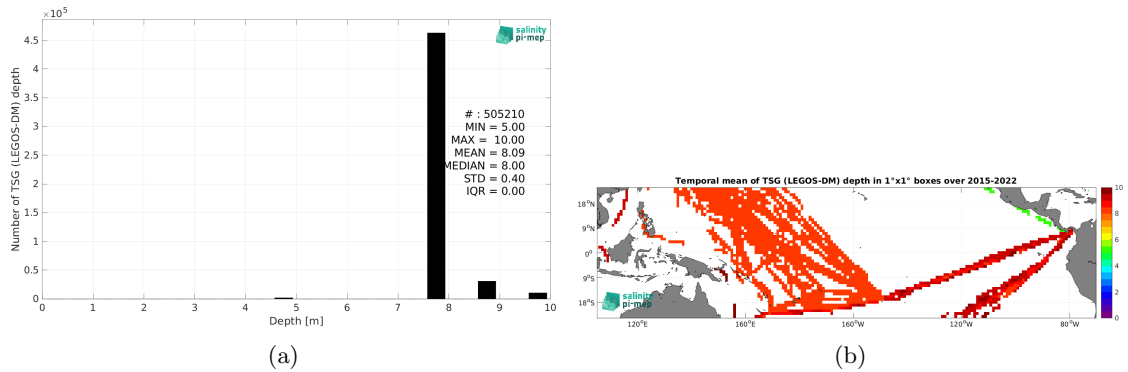 ×10⁵
4.5
4
3.5
3
2.5
2
1.5
1
0.5
0
Number of TSG (LEGOS-DM) depth
salinity
pi-mep
# : 505210
MIN = 5.00
MAX = 10.00
MEAN = 8.09
MEDIAN = 8.00
STD = 0.40
IQR = 0.00
0 1 2 3 4 5 6 7 8 9 10
Depth [m]
(a)
Temporal mean of TSG (LEGOS-DM) depth in 1°x1° boxes over 2015-2022
18°N
9°N
0°
9°S
18°S
salinity
pi-mep
120°E 160°E 160°W 120°W 80°W
10
8
6
4
2
0
(b)